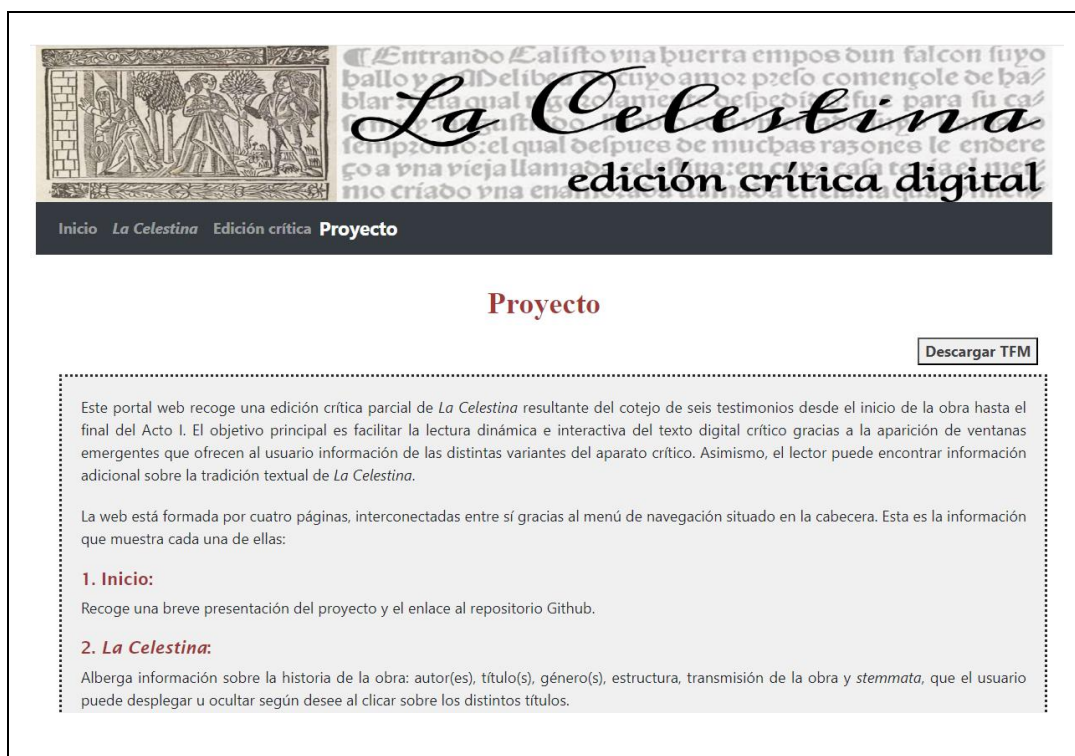 Entrando Calisto vna huerta empos dun falcon suyo
La Celestina
edición crítica digital
Inicio La Celestina Edición crítica Proyecto
Proyecto
Descargar TFM
Este portal web recoge una edición crítica parcial de La Celestina resultante del cotejo de seis testimonios desde el inicio de la obra hasta el
final del Acto I. El objetivo principal es facilitar la lectura dinámica e interactiva del texto digital crítico gracias a la aparición de ventanas
emergentes que ofrecen al usuario información de las distintas variantes del aparato crítico. Asimismo, el lector puede encontrar información
adicional sobre la tradición textual de La Celestina.
La web está formada por cuatro páginas, interconectadas entre sí gracias al menú de navegación situado en la cabecera. Esta es la información
que muestra cada una de ellas:
1. Inicio:
Recoge una breve presentación del proyecto y el enlace al repositorio Github.
2. La Celestina:
Alberga información sobre la historia de la obra: autor(es), título(s), género(s), estructura, transmisión de la obra y stemmata, que el usuario
puede desplegar u ocultar según desee al clicar sobre los distintos títulos.